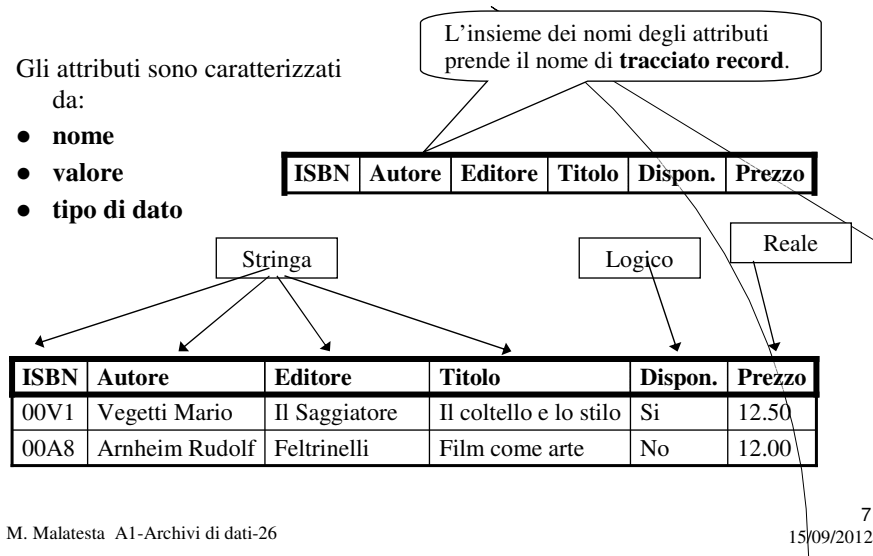 L'insieme dei nomi degli attributi
prende il nome di tracciato record.
Gli attributi sono caratterizzati
da:
● nome
● valore
● tipo di dato
ISBN Autore Editore Titolo Dispon. Prezzo
Stringa Logico Reale
ISBN Autore Editore Titolo Dispon. Prezzo
00V1 Vegetti Mario Il Saggiatore Il coltello e lo stilo Si 12.50
00A8 Arnheim Rudolf Feltrinelli Film come arte No 12.00
7
M. Malatesta A1-Archivi di dati-26 15/09/2012